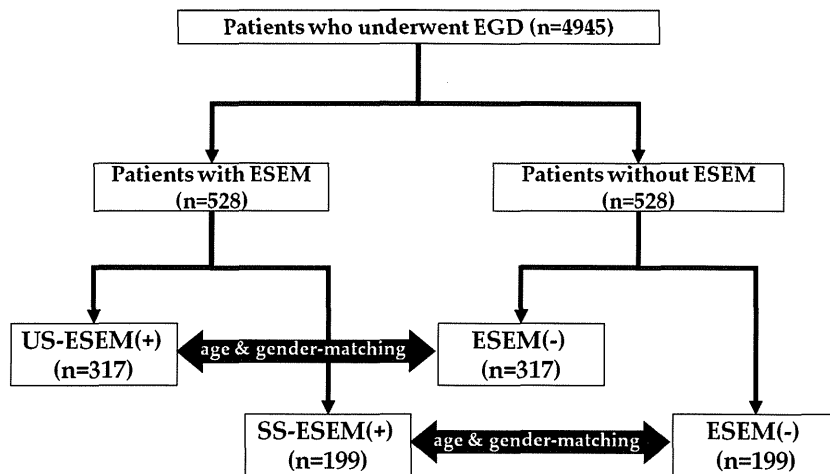 Patients who underwent EGD (n=4945)
Patients with ESEM
(n=528)
Patients without ESEM
(n=528)
US-ESEM(+)
(n=317)
age & gender-matching
ESEM(-)
(n=317)
SS-ESEM(+)
(n=199)
age & gender-matching
ESEM(-)
(n=199)